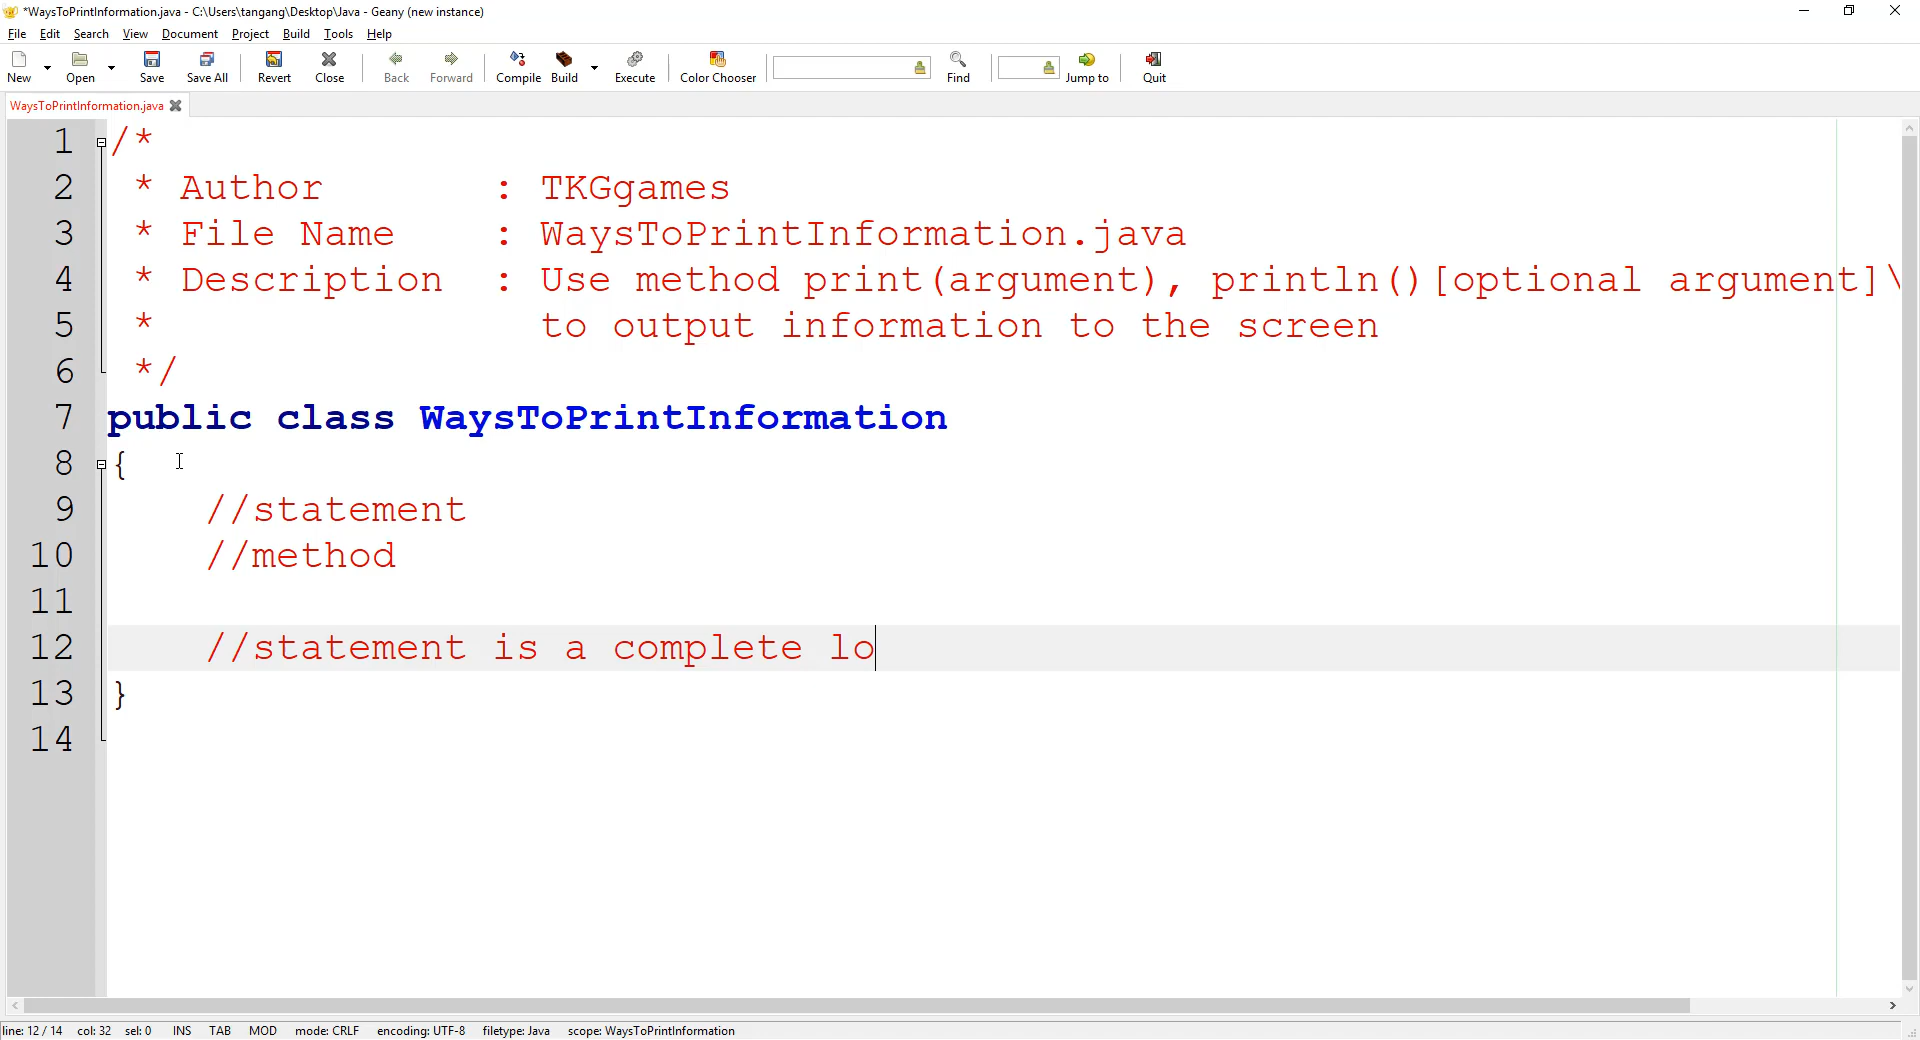 *WaysToPrintInformation.java - C:\Users\tangang\Desktop\Java - Geany (new instance)
File Edit Search View Document Project Build Tools Help
New Open Save Save All Revert Close Back Forward Compile Build Execute Color Chooser Find Jump to Quit
WaysToPrintInformation.java
1 /*
2 * Author : TKGgames
3 * File Name : WaysToPrintInformation.java
4 * Description : Use method print(argument), println()[optional argument]\
5 * to output information to the screen
6 */
7 public class WaysToPrintInformation
8 {
9 //statement
10 //method
11
12 //statement is a complete lo
13 }
14
line: 12 / 14 col: 32 sel: 0 INS TAB MOD mode: CRLF encoding: UTF-8 filetype: Java scope: WaysToPrintInformation